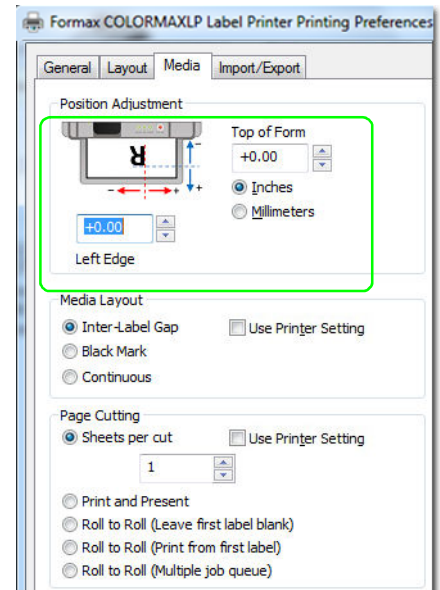 Formax COLORMAXLP Label Printer Printing Preferences
General Layout Media Import/Export
Position Adjustment
R
Top of Form
+0.00
Inches
Millimeters
- + - +
+0.00
Left Edge
Media Layout
Inter-Label Gap Use Printer Setting
Black Mark
Continuous
Page Cutting
Sheets per cut Use Printer Setting
1
Print and Present
Roll to Roll (Leave first label blank)
Roll to Roll (Print from first label)
Roll to Roll (Multiple job queue)